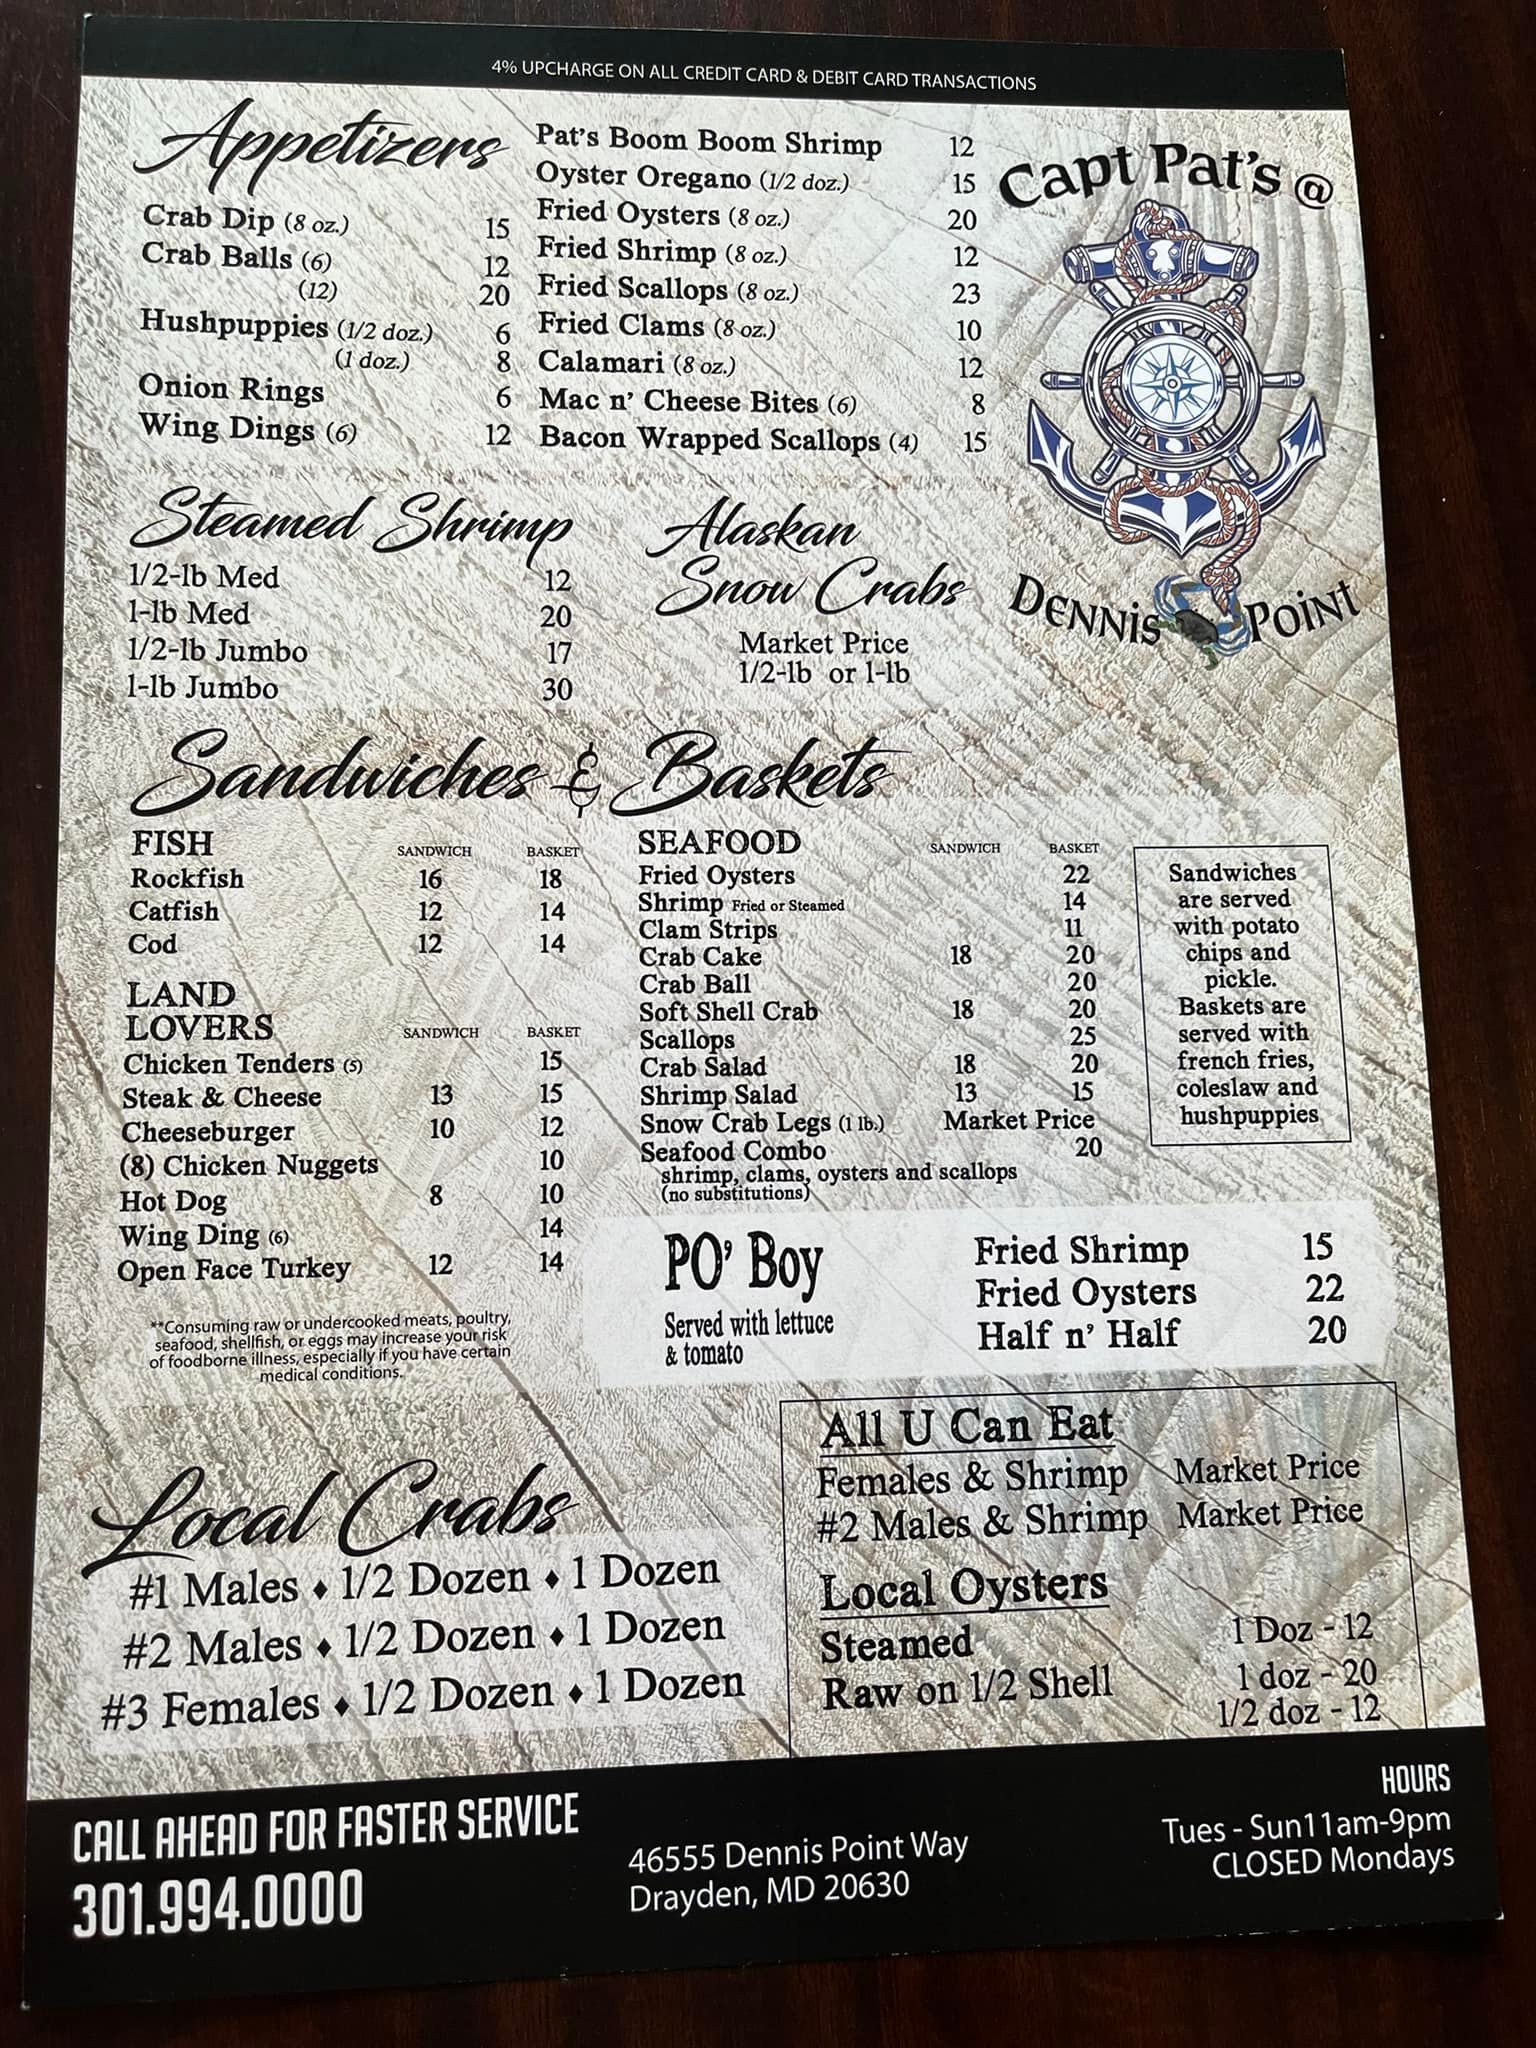 4% UPCHARGE ON ALL CREDIT CARD & DEBIT CARD TRANSACTIONS
Appetizers
Crab Dip (8 oz.) 15
Crab Balls (6) 12
(12) 20
Hushpuppies (1/2 doz.) 6
(1 doz.) 8
Onion Rings 6
Wing Dings (6) 12
Pat's Boom Boom Shrimp 12
Oyster Oregano (1/2 doz.) 15
Fried Oysters (8 oz.) 20
Fried Shrimp (8 oz.) 12
Fried Scallops (8 oz.) 23
Fried Clams (8 oz.) 10
Calamari (8 oz.) 12
Mac n' Cheese Bites (6) 8
Bacon Wrapped Scallops (4) 15
Capt Pat's @
Dennis Point
Steamed Shrimp
1/2-lb Med 12
1-lb Med 20
1/2-lb Jumbo 17
1-lb Jumbo 30
Alaskan
Snow Crabs
Market Price
1/2-lb or 1-lb
Sandwiches & Baskets
FISH SANDWICH BASKET
Rockfish 16 18
Catfish 12 14
Cod 12 14
LAND
LOVERS SANDWICH BASKET
Chicken Tenders (5) 15
Steak & Cheese 13 15
Cheeseburger 10 12
(8) Chicken Nuggets 10
Hot Dog 8 10
Wing Ding (6) 14
Open Face Turkey 12 14
**Consuming raw or undercooked meats, poultry,
seafood, shellfish, or eggs may increase your risk
of foodborne illness, especially if you have certain
medical conditions.
SEAFOOD SANDWICH BASKET
Fried Oysters 22
Shrimp Fried or Steamed 14
Clam Strips 11
Crab Cake 18 20
Crab Ball 20
Soft Shell Crab 18 20
Scallops 25
Crab Salad 18 20
Shrimp Salad 13 15
Snow Crab Legs (1 lb.) Market Price
Seafood Combo 20
shrimp, clams, oysters and scallops
(no substitutions)
Sandwiches
are served
with potato
chips and
pickle.
Baskets are
served with
french fries,
coleslaw and
hushpuppies
PO' Boy
Served with lettuce
& tomato
Fried Shrimp 15
Fried Oysters 22
Half n' Half 20
Local Crabs
#1 Males ♦ 1/2 Dozen ♦ 1 Dozen
#2 Males ♦ 1/2 Dozen ♦ 1 Dozen
#3 Females ♦ 1/2 Dozen ♦ 1 Dozen
All U Can Eat
Females & Shrimp Market Price
#2 Males & Shrimp Market Price
Local Oysters
Steamed 1 Doz - 12
Raw on 1/2 Shell 1 doz - 20
1/2 doz - 12
CALL AHEAD FOR FASTER SERVICE
301.994.0000
46555 Dennis Point Way
Drayden, MD 20630
HOURS
Tues - Sun11am-9pm
CLOSED Mondays